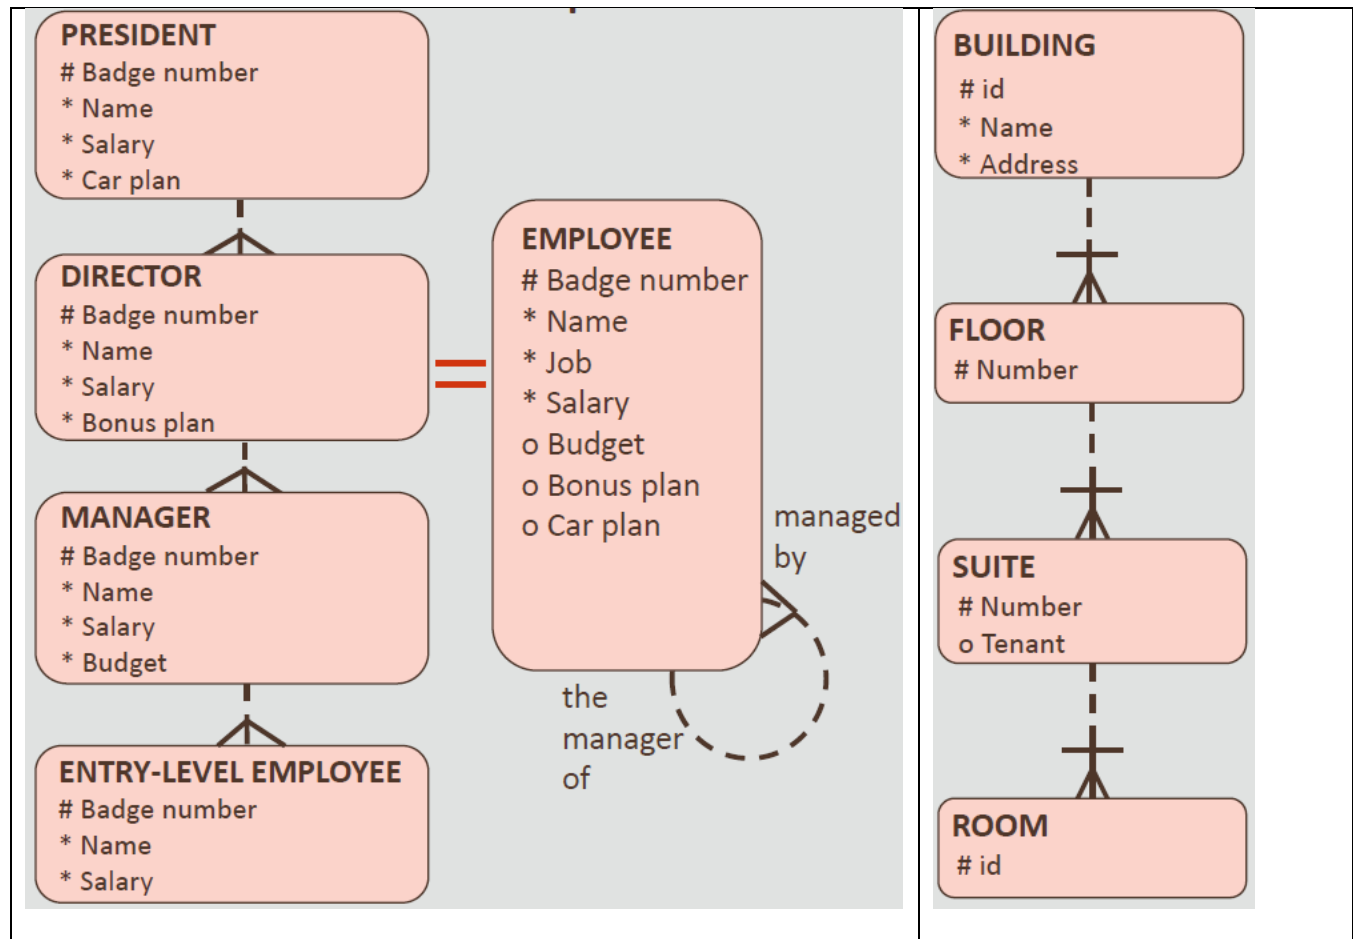 PRESIDENT
# Badge number
* Name
* Salary
* Car plan
DIRECTOR
# Badge number
* Name
* Salary
* Bonus plan
MANAGER
# Badge number
* Name
* Salary
* Budget
ENTRY-LEVEL EMPLOYEE
# Badge number
* Name
* Salary
EMPLOYEE
# Badge number
* Name
* Job
* Salary
o Budget
o Bonus plan
o Car plan
managed
by
the
manager
of
BUILDING
# id
* Name
* Address
FLOOR
# Number
SUITE
# Number
o Tenant
ROOM
# id